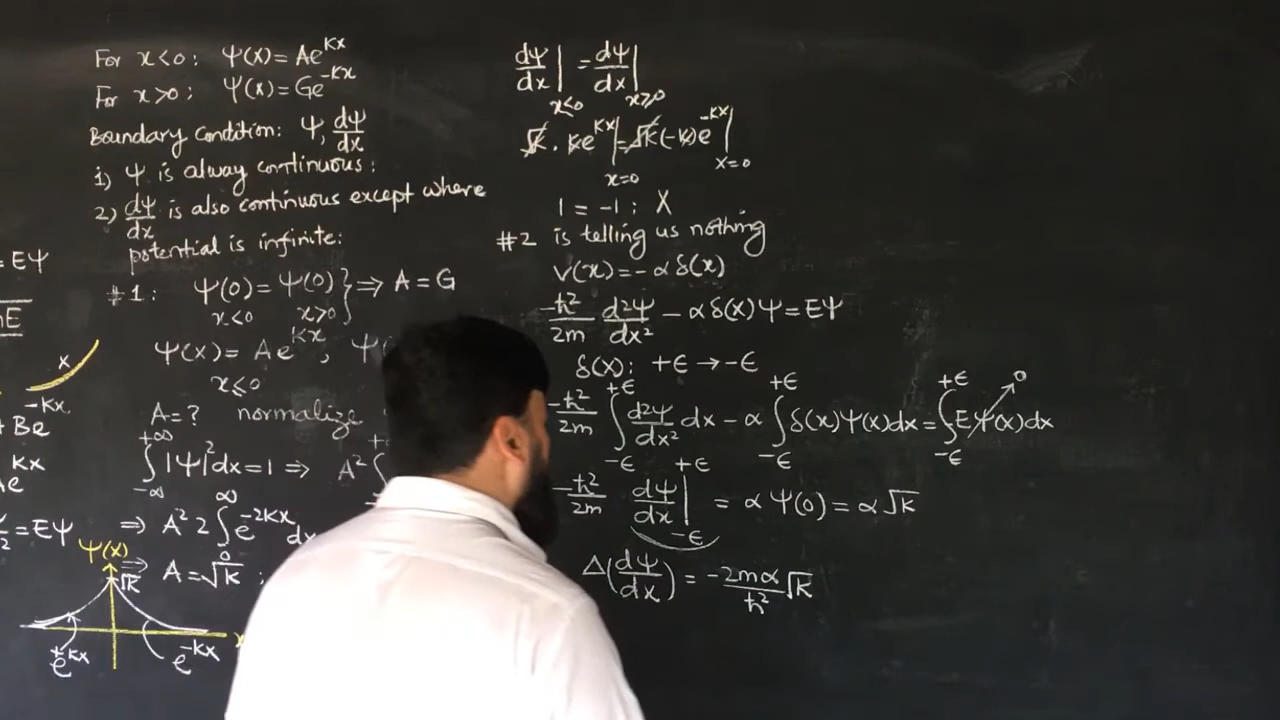 For x<0: Ψ(x)=Ae^{Kx}
For x>0; Ψ(x)=Ge^{-Kx}
Boundary Condition: Ψ, dΨ/dx
1) Ψ is alway continuous:
2) dΨ/dx is also continuous except where
potential is infinite:
#1: Ψ(0)=Ψ(0)} ⇒ A=G
x<0 x>0
Ψ(x)= Ae^{Kx}, Ψ
x≤0
A=? normalize
∫_{-∞}^{+∞} |Ψ|²dx=1 ⇒ A²∫
⇒ A² 2∫_0^∞ e^{-2Kx}dx
⇒ A=√K;
=EΨ
x
-Kx
+ Be
Kx
=EΨ
Ψ(x)
√K
e^{+Kx} e^{-Kx}
dΨ/dx|_{x<0} = dΨ/dx|_{x≥0}
√K·Ke^{Kx}|_{x=0} = √K(-K)e^{-Kx}|_{x=0}
1 = -1: X
#2 is telling us nothing
V(x)=-αδ(x)
-ħ²/2m d²Ψ/dx² - αδ(x)Ψ=EΨ
δ(x): +ϵ → -ϵ
-ħ²/2m ∫_{-ϵ}^{+ϵ} d²Ψ/dx² dx - α∫_{-ϵ}^{+ϵ} δ(x)Ψ(x)dx = ∫_{-ϵ}^{+ϵ} EΨ(x)dx → 0
-ħ²/2m dΨ/dx|_{-ϵ}^{+ϵ} = αΨ(0)=α√K
Δ(dΨ/dx) = -2mα/ħ² √K